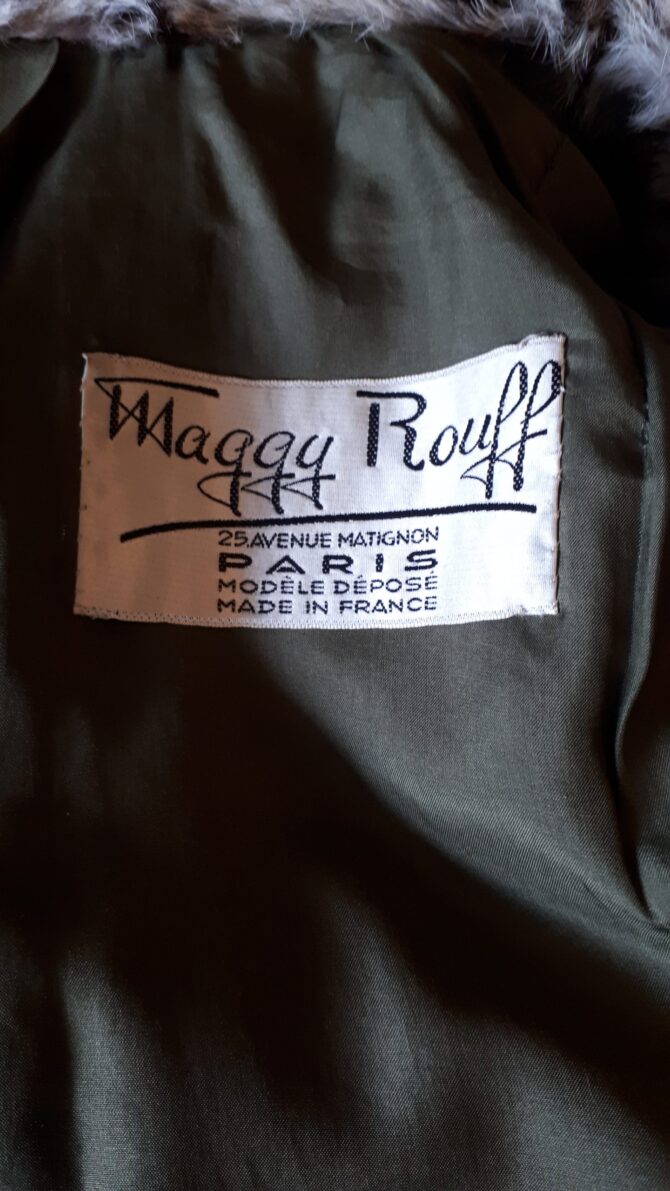 Maggy Rouff
25.AVENUE MATIGNON
PARIS
MODÈLE DÉPOSÉ
MADE IN FRANCE